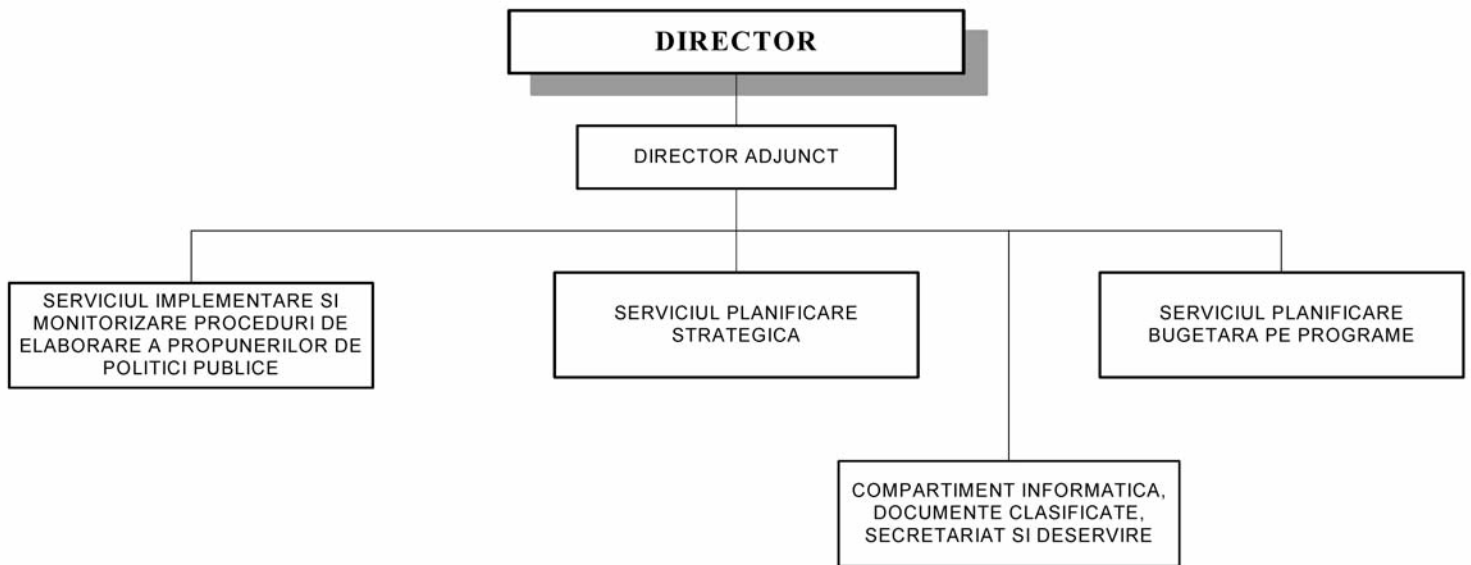 DIRECTOR
DIRECTOR ADJUNCT
SERVICIUL IMPLEMENTARE SI
MONITORIZARE PROCEDURI DE
ELABORARE A PROPUNERILOR DE
POLITICI PUBLICE
SERVICIUL PLANIFICARE
STRATEGICA
SERVICIUL PLANIFICARE
BUGETARA PE PROGRAME
COMPARTIMENT INFORMATICA,
DOCUMENTE CLASIFICATE,
SECRETARIAT SI DESERVIRE